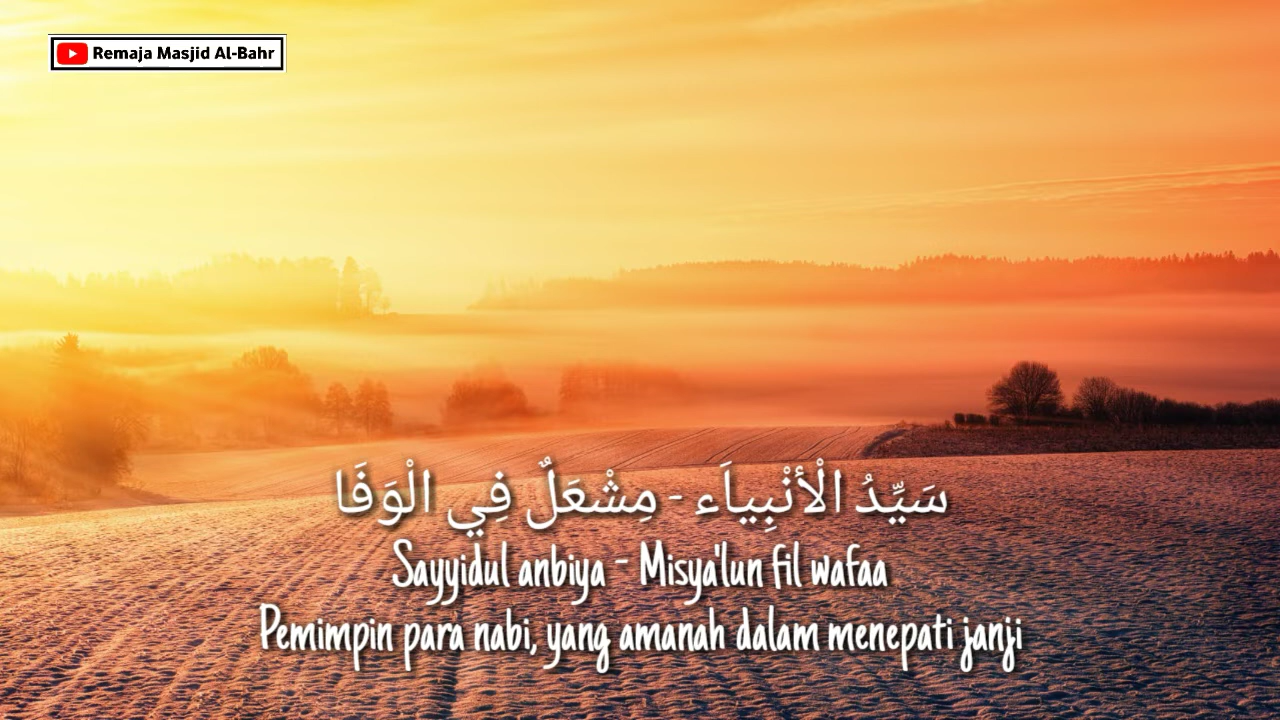 Remaja Masjid Al-Bahr
سَيِّدُ الْأنْبِياَء - مِشْعَلٌ فِي الْوَفَا
Sayyidul anbiya - Misya'lun fil wafaa
Pemimpin para nabi, yang amanah dalam menepati janji